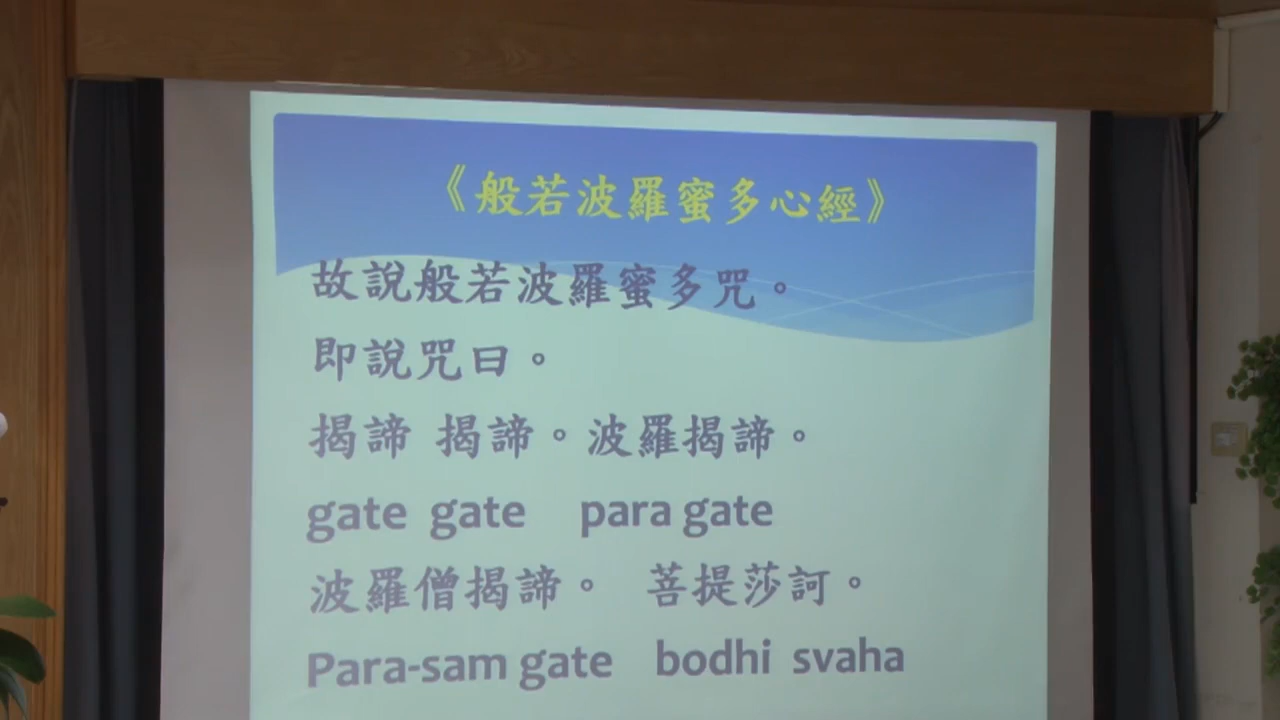 《般若波羅蜜多心經》
故說般若波羅蜜多咒。
即說咒曰。
揭諦 揭諦。波羅揭諦。
gate gate para gate
波羅僧揭諦。 菩提莎訶。
Para-sam gate bodhi svaha